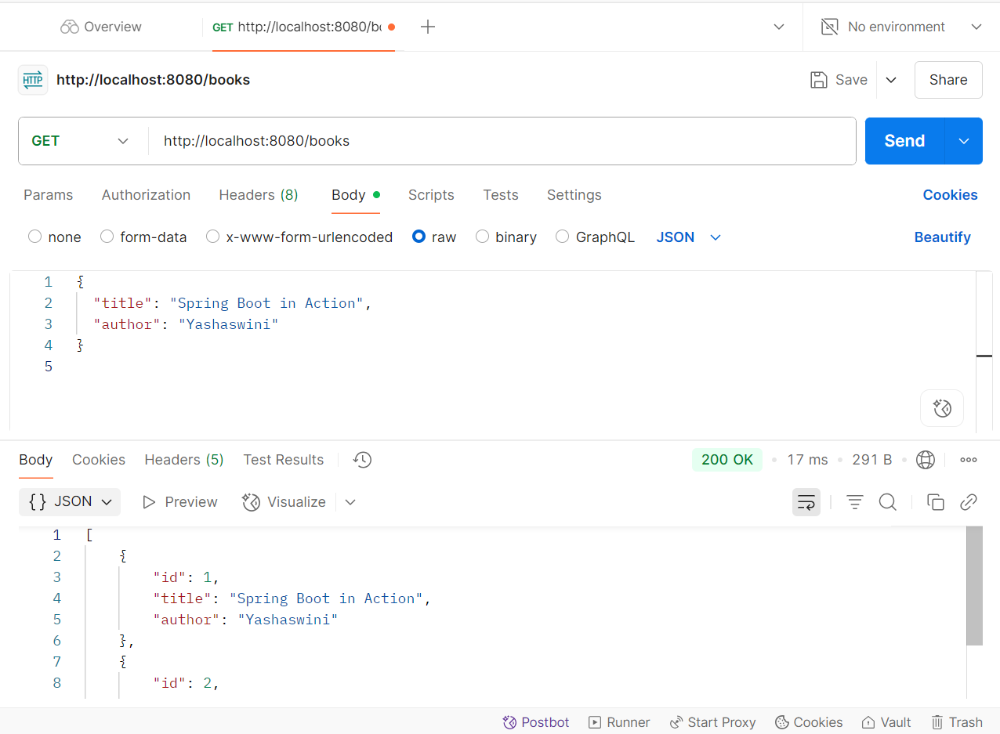 Overview GET http://localhost:8080/b No environment
HTTP http://localhost:8080/books Save Share
GET http://localhost:8080/books Send
Params Authorization Headers (8) Body Scripts Tests Settings Cookies
none form-data x-www-form-urlencoded raw binary GraphQL JSON Beautify
1 {
2 "title": "Spring Boot in Action",
3 "author": "Yashaswini"
4 }
5
Body Cookies Headers (5) Test Results 200 OK 17 ms 291 B
{} JSON Preview Visualize
1 [
2 {
3 "id": 1,
4 "title": "Spring Boot in Action",
5 "author": "Yashaswini"
6 },
7 {
8 "id": 2,
Postbot Runner Start Proxy Cookies Vault Trash